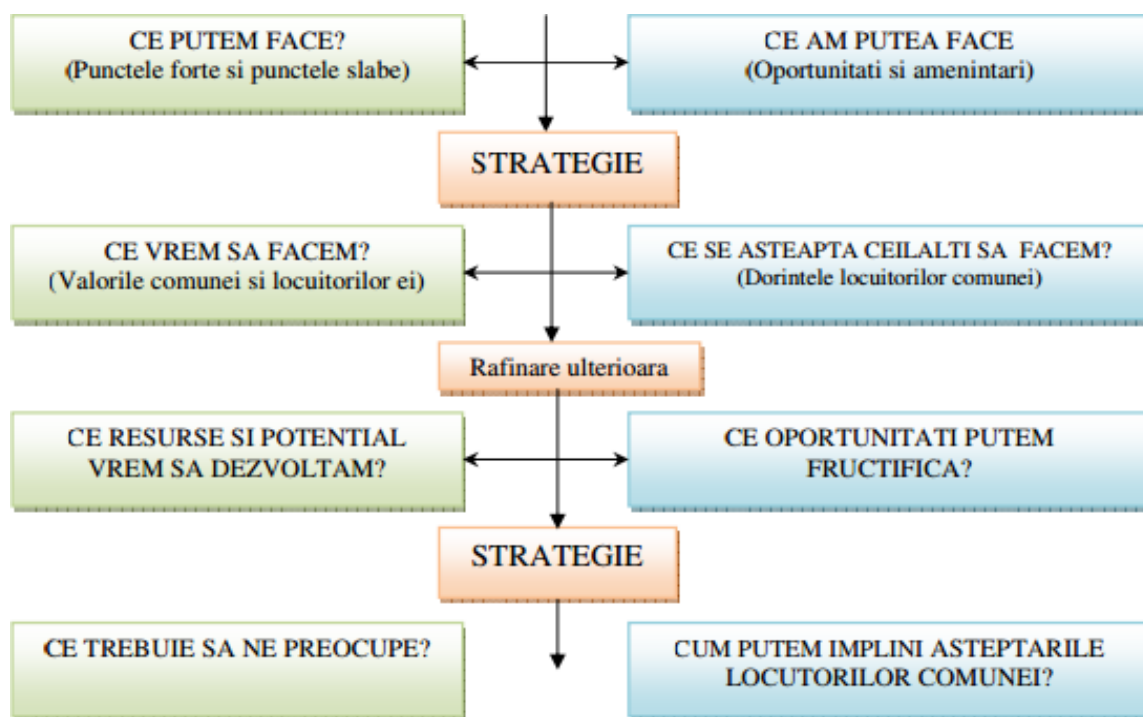 CE PUTEM FACE?
(Punctele forte si punctele slabe)
CE AM PUTEA FACE
(Oportunitati si amenintari)
STRATEGIE
CE VREM SA FACEM?
(Valorile comunei si locuitorilor ei)
CE SE ASTEAPTA CEILALTI SA FACEM?
(Dorintele locuitorilor comunei)
Rafinare ulterioara
CE RESURSE SI POTENTIAL
VREM SA DEZVOLTAM?
CE OPORTUNITATI PUTEM
FRUCTIFICA?
STRATEGIE
CE TREBUIE SA NE PREOCUPE?
CUM PUTEM IMPLINI ASTEPTARILE
LOCUTORILOR COMUNEI?